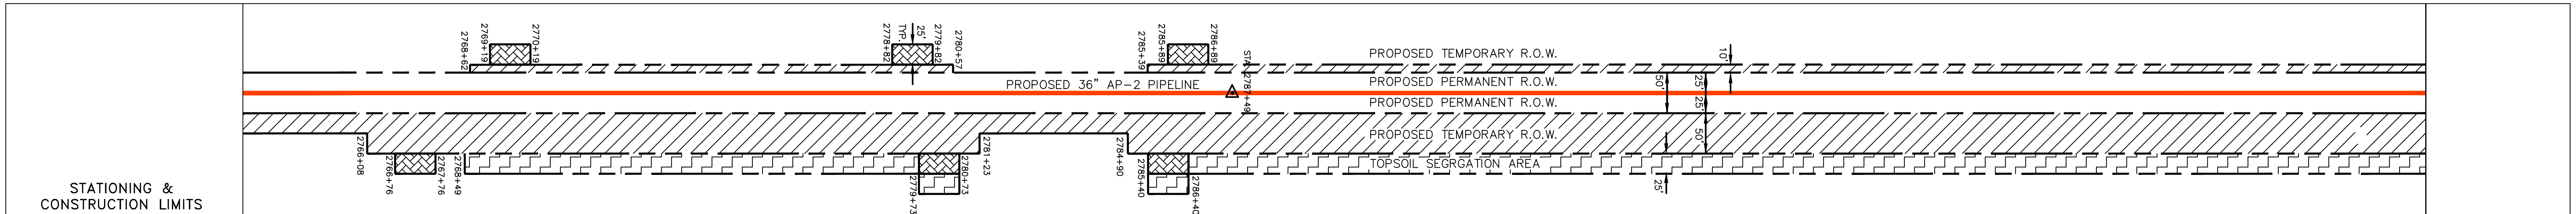 2768+62
2769+19
2770+19
2778+82
TYP.
25'
2779+82
2780+57
2785+39
2785+89
2786+89
STA. 2787+49
PROPOSED TEMPORARY R.O.W.
10'
PROPOSED 36" AP-2 PIPELINE
PROPOSED PERMANENT R.O.W.
50'
25'
PROPOSED PERMANENT R.O.W.
25'
PROPOSED TEMPORARY R.O.W.
50'
TOPSOIL SEGRGATION AREA
25'
2766+08
2766+76
2767+76
2768+49
2779+73
2780+73
2781+23
2784+90
2785+40
2786+40
STATIONING &
CONSTRUCTION LIMITS